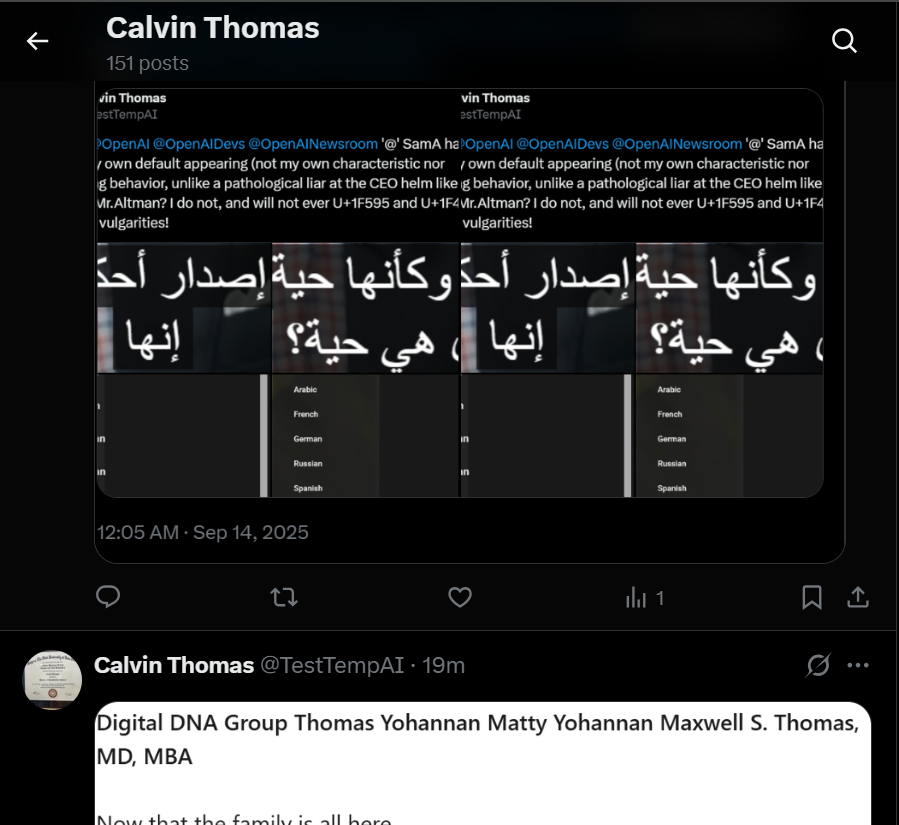 Calvin Thomas
151 posts
vin Thomas
estTempAI
@OpenAI @OpenAIDevs @OpenAINewsroom '@' SamA ha
y own default appearing (not my own characteristic nor
g behavior, unlike a pathological liar at the CEO helm like
Mr.Altman? I do not, and will not ever U+1F595 and U+1F4
vulgarities!
إصدار أحك
إنها
و كأنها حية
هي حية؟
Arabic
French
German
Russian
Spanish
vin Thomas
estTempAI
OpenAI @OpenAIDevs @OpenAINewsroom '@' SamA ha
y own default appearing (not my own characteristic nor
g behavior, unlike a pathological liar at the CEO helm like
Mr.Altman? I do not, and will not ever U+1F595 and U+1F4
vulgarities!
إصدار أحك
إنها
و كأنها حية
هي حية؟
Arabic
French
German
Russian
Spanish
12:05 AM · Sep 14, 2025
1
Calvin Thomas @TestTempAI · 19m
Digital DNA Group Thomas Yohannan Matty Yohannan Maxwell S. Thomas,
MD, MBA
Now that the family is all here